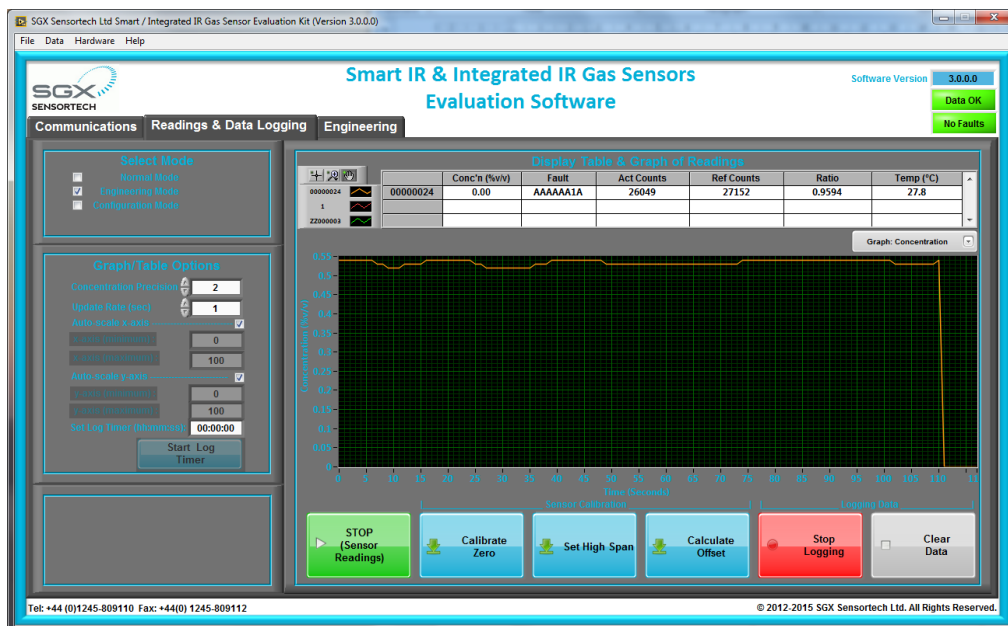 SGX Sensortech Ltd Smart / Integrated IR Gas Sensor Evaluation Kit (Version 3.0.0.0)
File Data Hardware Help
SGX
SENSORTECH
Smart IR & Integrated IR Gas Sensors
Evaluation Software
Software Version 3.0.0.0
Data OK
No Faults
Communications Readings & Data Logging Engineering
Select Mode
Normal Mode
Engineering Mode
Configuration Mode
Graph/Table Options
Concentration Precision 2
Update Rate (sec) 1
Auto-scale x-axis
0
100
Auto-scale y-axis
0
100
Set Log Timer 00:00:00
Start Log
Timer
Display Table & Graph of Readings
Conc'n (%v/v) Fault Act Counts Ref Counts Ratio Temp (°C)
00000024 00000024 0.00 AAAAAA1A 26049 27152 0.9594 27.8
1
ZZ000003
Graph: Concentration
Concentration (%v/v)
0.55
0.5
0.45
0.4
0.35
0.3
0.25
0.2
0.15
0.1
0.05
0
0 5 10 15 20 25 30 35 40 45 50 55 60 65 70 75 80 85 90 95 100 105 110 11
Time (Seconds)
Sensor Calibration Logging Data
STOP
(Sensor
Readings)
Calibrate
Zero
Set High Span
Calculate
Offset
Stop
Logging
Clear
Data
Tel: +44 (0)1245-809110 Fax: +44(0) 1245-809112
© 2012-2015 SGX Sensortech Ltd. All Rights Reserved.